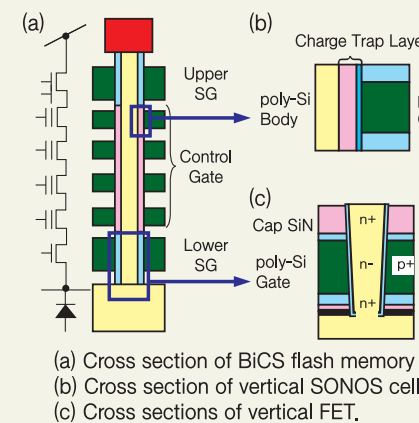 (a)
Upper
SG
Control
Gate
Lower
SG
(b)
Charge Trap
poly-Si
Body
(c)
Cap SiN
poly-Si
Gate
n+
n-
p+
n+
(a) Cross section of BiCS flash memory
(b) Cross section of vertical SONOS cell
(c) Cross sections of vertical FET.